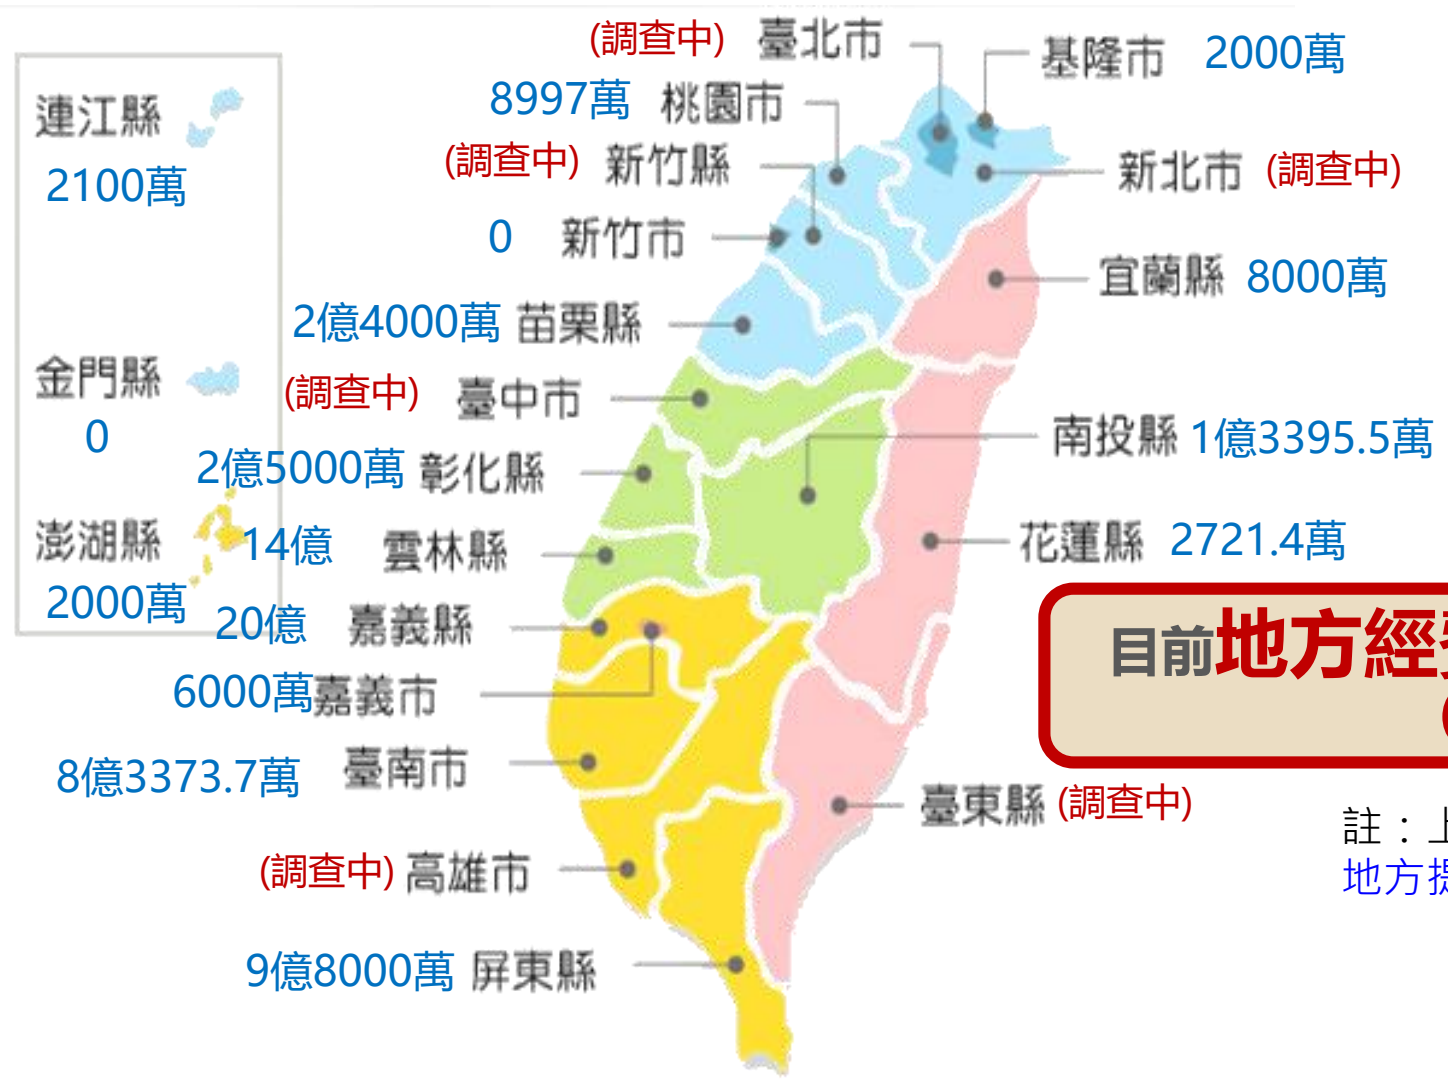 (調查中) 臺北市
基隆市 2000萬
8997萬 桃園市
(調查中) 新竹縣
新北市 (調查中)
0 新竹市
宜蘭縣 8000萬
2億4000萬 苗栗縣
(調查中) 臺中市
南投縣 1億3395.5萬
2億5000萬 彰化縣
花蓮縣 2721.4萬
14億 雲林縣
20億 嘉義縣
6000萬 嘉義市
8億3373.7萬 臺南市
臺東縣 (調查中)
(調查中) 高雄市
9億8000萬 屏東縣
連江縣
2100萬
金門縣
0
澎湖縣
2000萬
目前地方經
註：上
地方提